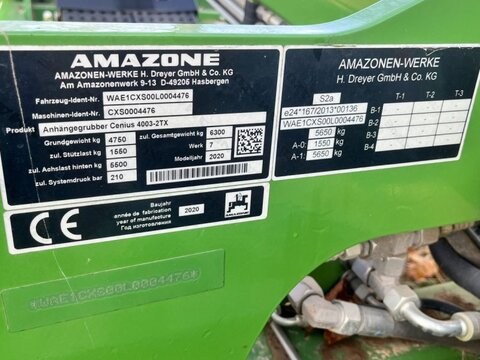 AMAZONE
AMAZONEN-WERKE H. Dreyer GmbH & Co. KG
Am Amazonenwerk 9-13 D-49205 Hasbergen
Fahrzeug-Ident-Nr. WAE1CXS00L0004476
Maschinen-Ident-Nr. CXS0004476
Produkt Anhängegrubber Cenius 4003-2TX
Grundgewicht kg 4750 zul. Gesamtgewicht kg 6300
zul. Stützlast kg 1550 Werk 7
zul. Achslast hinten kg 5500 Modelljahr 2020
zul. Systemdruck bar 210
CE
Baujahr
année de fabrication
year of manufacture
Год изготовления
2020
AMAZONE
AMAZONEN-WERKE
H. Dreyer GmbH & Co. KG
S2a
e24*167/2013*00136
WAE1CXS00L0004476
5650 kg
A-0: 1550 kg
A-1: 5650 kg
T-1 T-2 T-3
B-1
B-2
B-3
B-4
*WAE1CXS00L0004476*